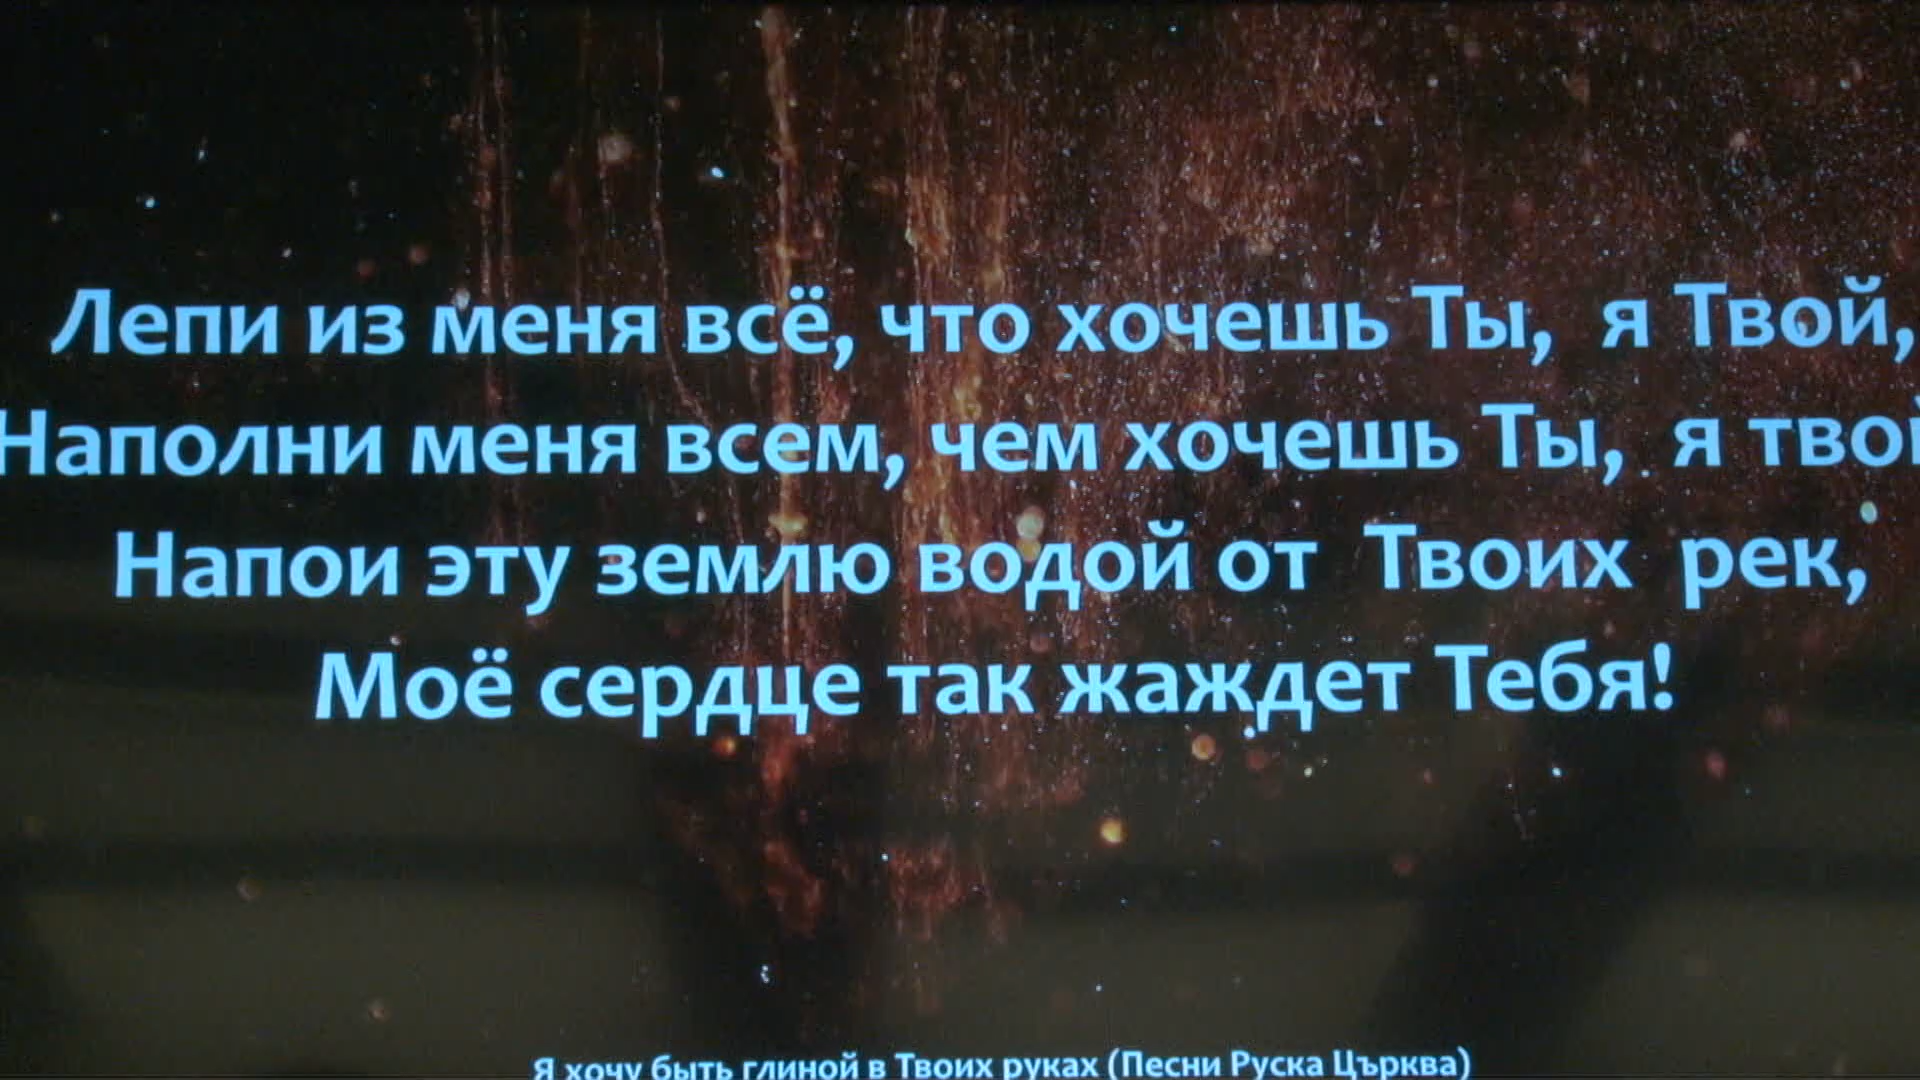 Лепи из меня всё, что хочешь Ты, я Твой,
Наполни меня всем, чем хочешь Ты, я твой
Напои эту землю водой от Твоих рек,
Моё сердце так жаждет Тебя!
Я хочу быть глиной в Твоих руках (Песни Руска Църква)